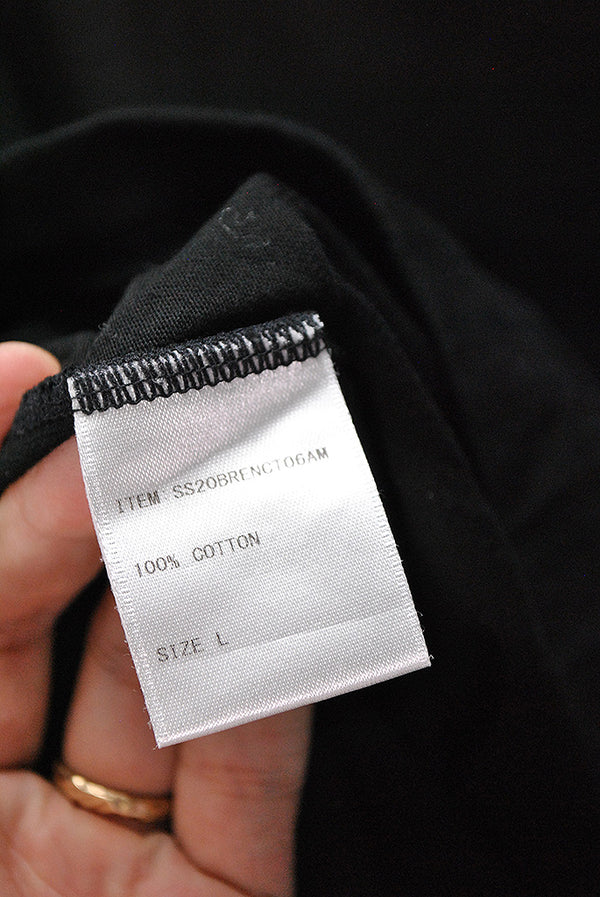 ITEM SS20BRENCT06AM
100% COTTON
SIZE L